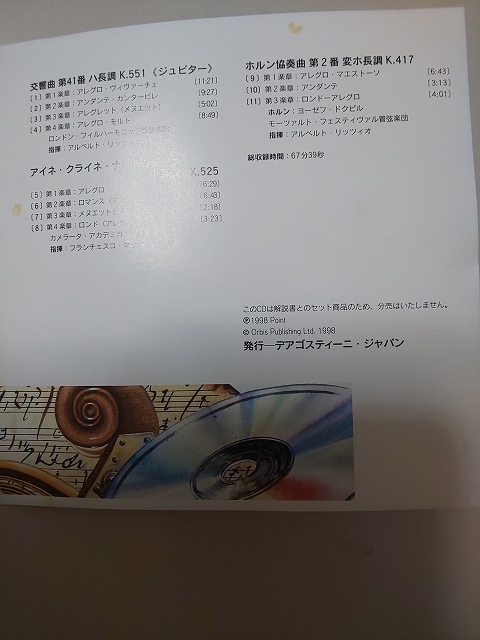 交響曲 第41番 ハ長調 K.551《ジュピター》
〔1〕第1楽章：アレグロ・ヴィヴァーチェ [11:21]
〔2〕第2楽章：アンダンテ・カンタービレ [9:27]
〔3〕第3楽章：アレグレット（メヌエット） [5:02]
〔4〕第4楽章：アレグロ・モルト [8:49]
ロンドン・フィルハーモニック管弦楽団
指揮：アルベルト・リッツィオ
アイネ・クライネ・
K.525
〔5〕第1楽章：アレグロ [6:29]
〔6〕第2楽章：ロマンス [6:43]
〔7〕第3楽章：メヌエットと [2:18]
〔8〕第4楽章：ロンド [3:23]
カメラータ・アカデミカ
指揮：フランチェスコ・
ホルン協奏曲 第2番 変ホ長調 K.417
〔9〕第1楽章：アレグロ・マエストーソ [6:43]
〔10〕第2楽章：アンダンテ [3:13]
〔11〕第3楽章：ロンドーアレグロ [4:01]
ホルン：ヨーゼフ・ドクピル
モーツァルト・フェスティヴァル管弦楽団
指揮：アルベルト・リッツィオ
総収録時間：67分39秒
このCDは解説書とのセット商品のため、分売はいたしません。
℗1998 Point
© Orbis Publishing Ltd. 1998
発行—デアゴスティーニ・ジャパン